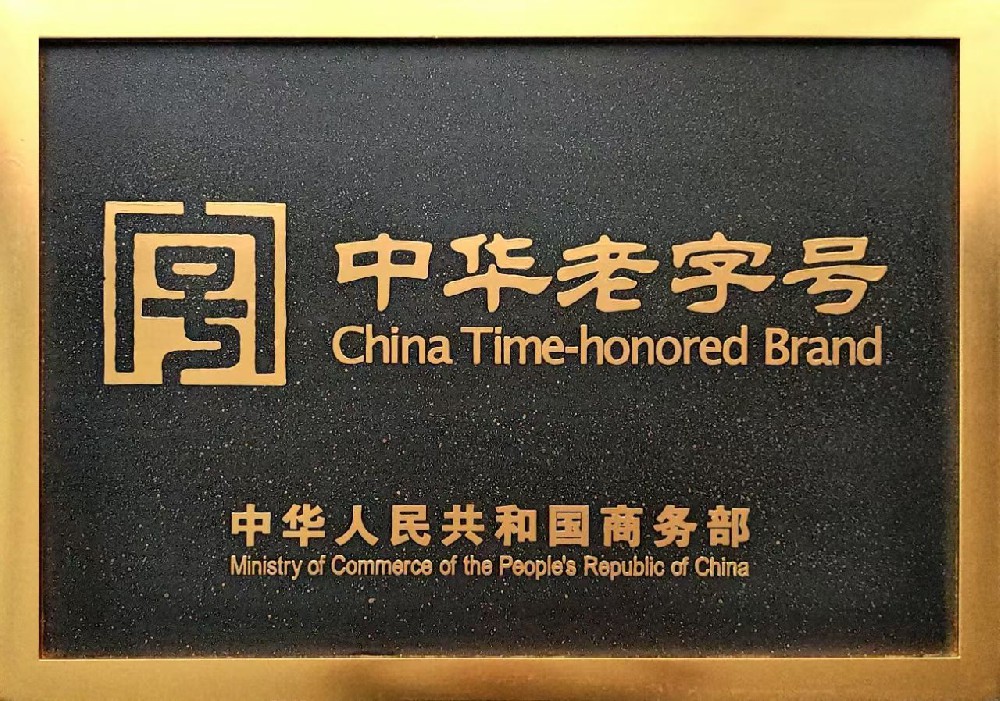 中华老字号
China Time-honored Brand
中华人民共和国商务部
Ministry of Commerce of the People's Republic of China